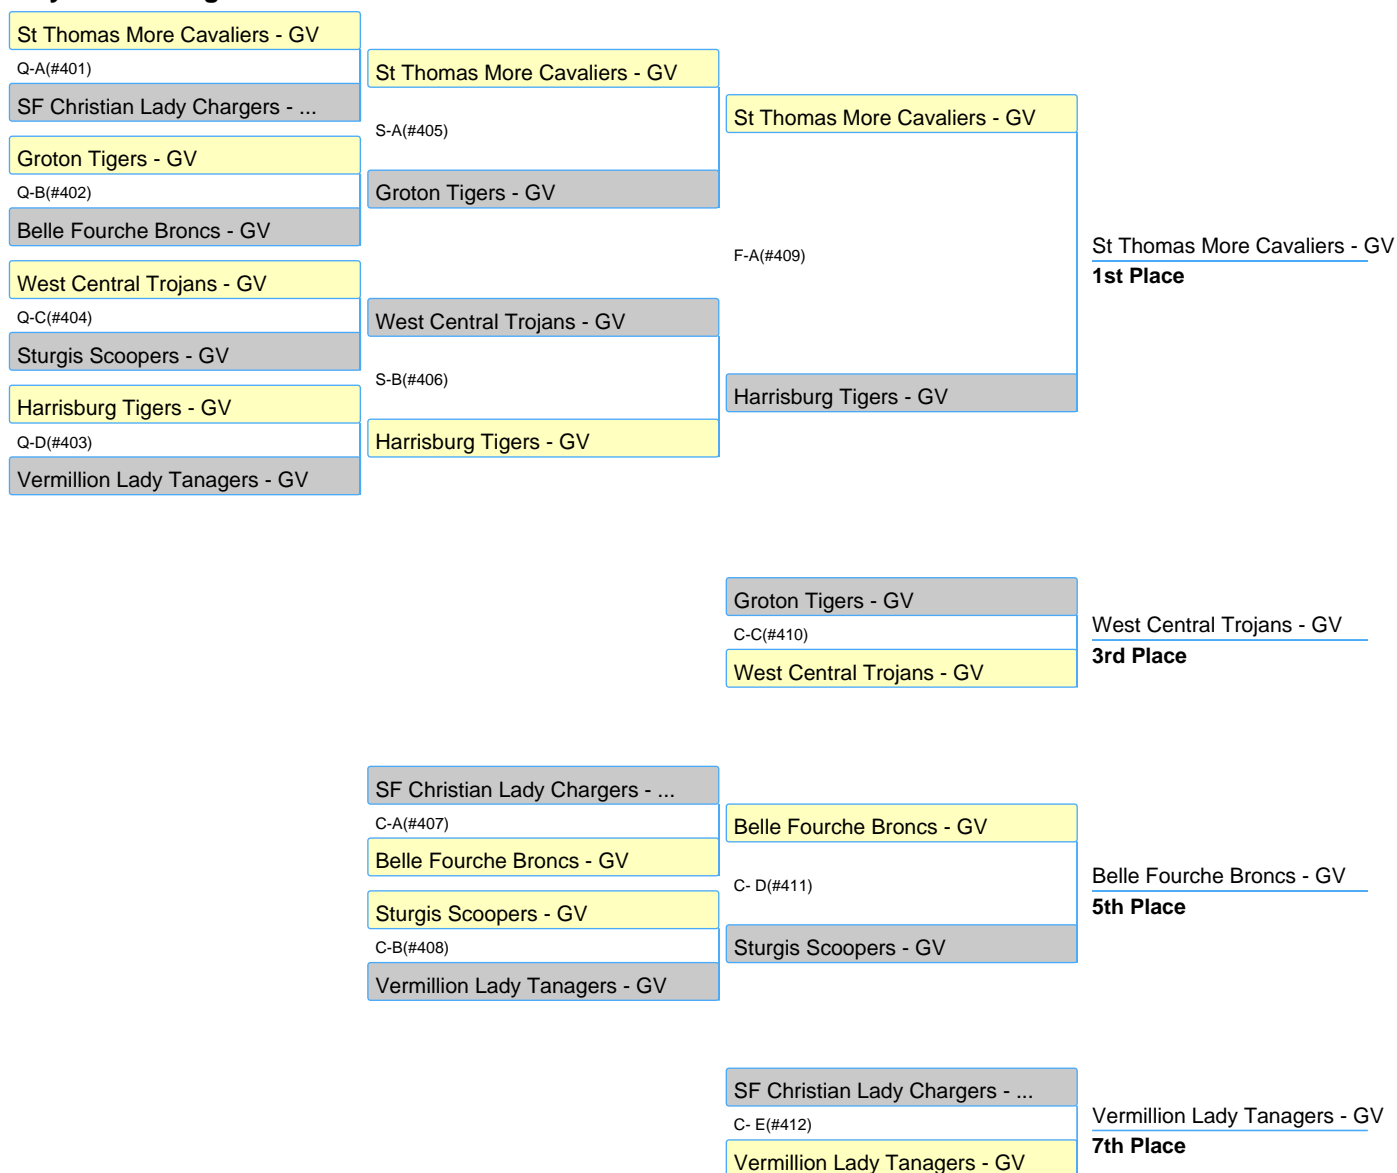 St Thomas More Cavaliers - GV
Q-A(#401)
SF Christian Lady Chargers - ...
Groton Tigers - GV
Q-B(#402)
Belle Fourche Broncs - GV
West Central Trojans - GV
Q-C(#404)
Sturgis Scoopers - GV
Harrisburg Tigers - GV
Q-D(#403)
Vermillion Lady Tanagers - GV
St Thomas More Cavaliers - GV
S-A(#405)
Groton Tigers - GV
West Central Trojans - GV
S-B(#406)
Harrisburg Tigers - GV
St Thomas More Cavaliers - GV
F-A(#409)
Harrisburg Tigers - GV
St Thomas More Cavaliers - GV
1st Place
Groton Tigers - GV
C-C(#410)
West Central Trojans - GV
West Central Trojans - GV
3rd Place
SF Christian Lady Chargers - ...
C-A(#407)
Belle Fourche Broncs - GV
Sturgis Scoopers - GV
C-B(#408)
Vermillion Lady Tanagers - GV
Belle Fourche Broncs - GV
C- D(#411)
Sturgis Scoopers - GV
Belle Fourche Broncs - GV
5th Place
SF Christian Lady Chargers - ...
C- E(#412)
Vermillion Lady Tanagers - GV
Vermillion Lady Tanagers - GV
7th Place